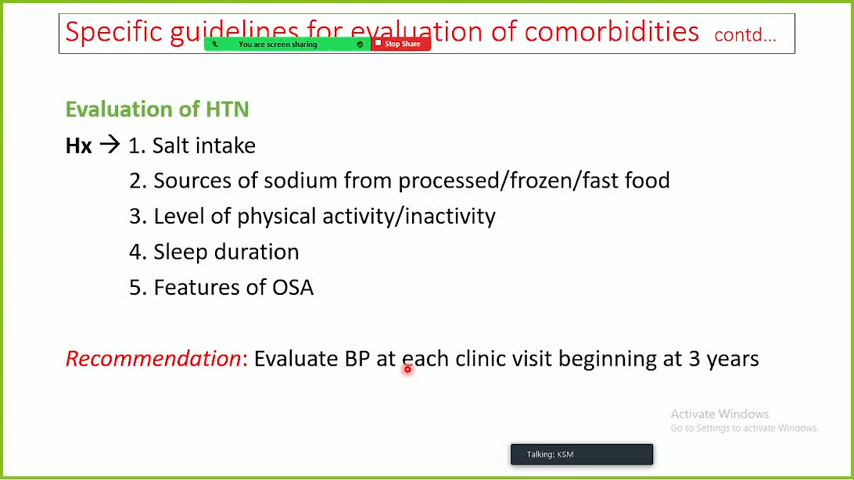 Specific guidelines for evaluation of comorbidities contd...
You are screen sharing
Stop Share
Evaluation of HTN
Hx → 1. Salt intake
2. Sources of sodium from processed/frozen/fast food
3. Level of physical activity/inactivity
4. Sleep duration
5. Features of OSA
Recommendation: Evaluate BP at each clinic visit beginning at 3 years
Activate Windows
Go to Settings to activate Windows.
Talking: KSM